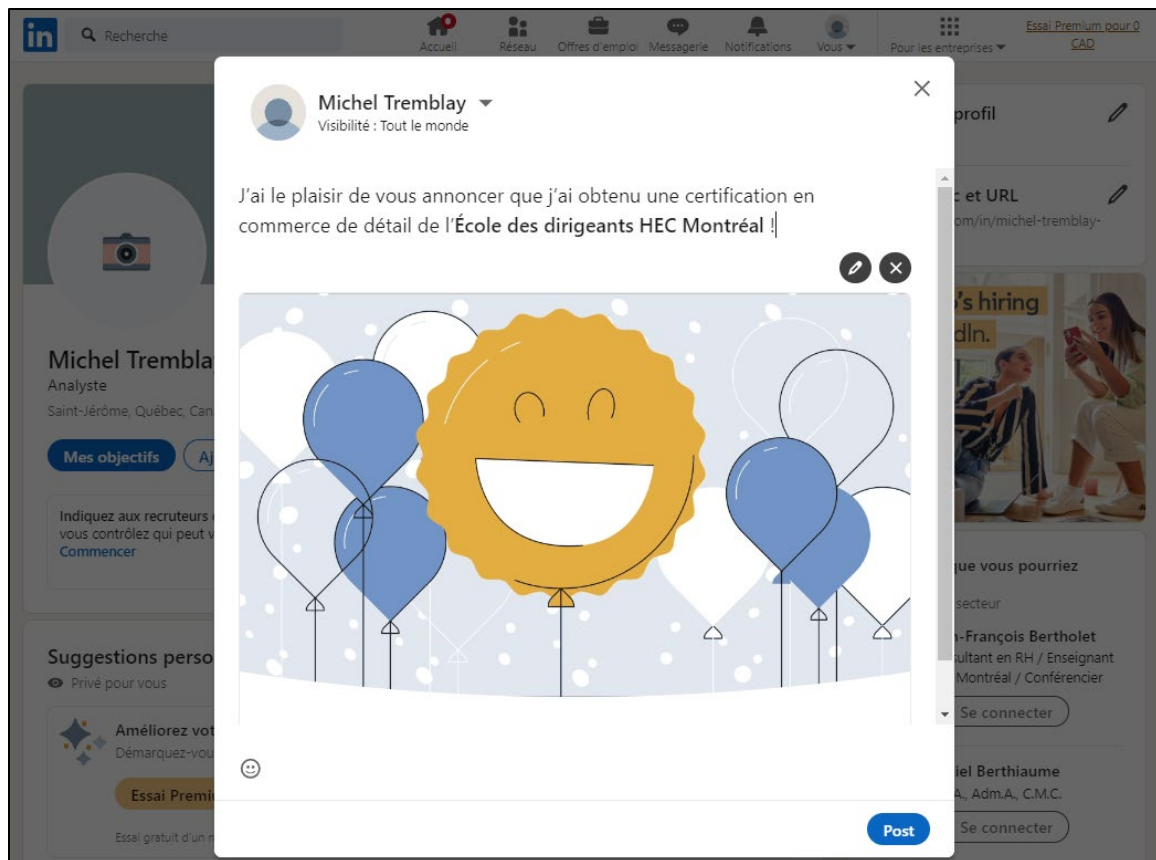 in
Recherche
Accueil
Réseau
Offres d'emploi
Messagerie
Notifications
Vous
Pour les entreprises
Essai Premium pour 0
CAD
Michel Tremblay
Visibilité : Tout le monde
J'ai le plaisir de vous annoncer que j'ai obtenu une certification en
commerce de détail de l'École des dirigeants HEC Montréal !
Post
Michel Trembla
Analyste
Saint-Jérôme, Québec, Can
Mes objectifs
Aj
Indiquez aux recruteurs
vous contrôlez qui peut v
Commencer
Suggestions perso
Privé pour vous
Améliorez vot
Démarquez-vou
Essai Premi
Essai gratuit d'un
profil
et URL
om/in/michel-tremblay-
's hiring
dIn.
que vous pourriez
secteur
n-François Bertholet
sultant en RH / Enseignant
Montréal / Conférencier
Se connecter
iel Berthiaume
A., Adm.A., C.M.C.
Se connecter